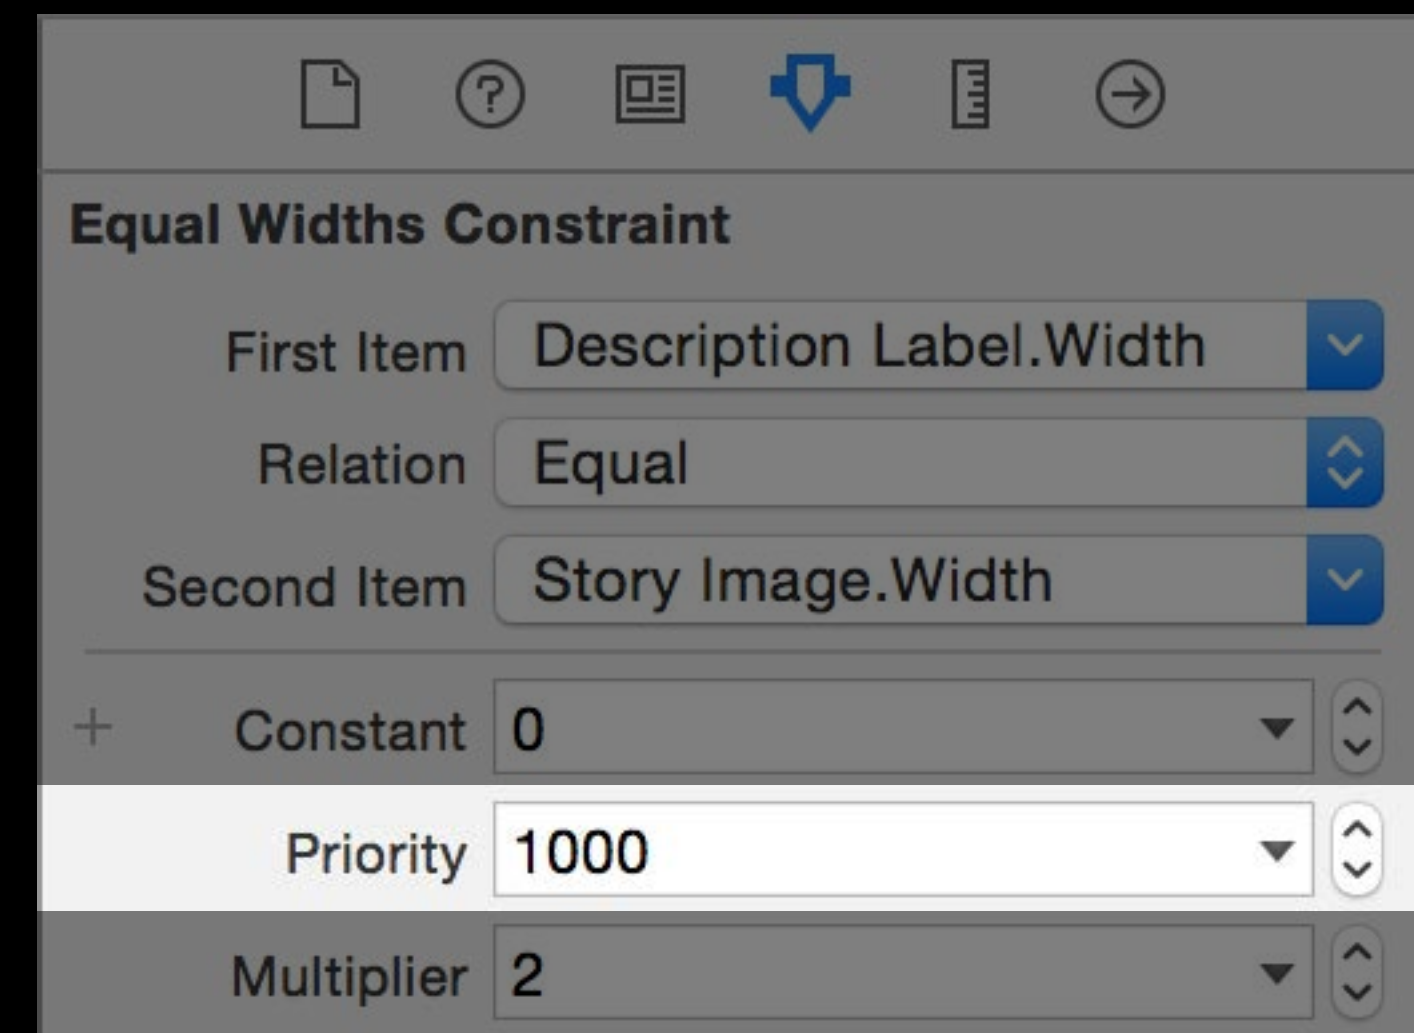 Equal Widths Constraint
First Item Description Label.Width
Relation Equal
Second Item Story Image.Width
+ Constant 0
Priority 1000
Multiplier 2